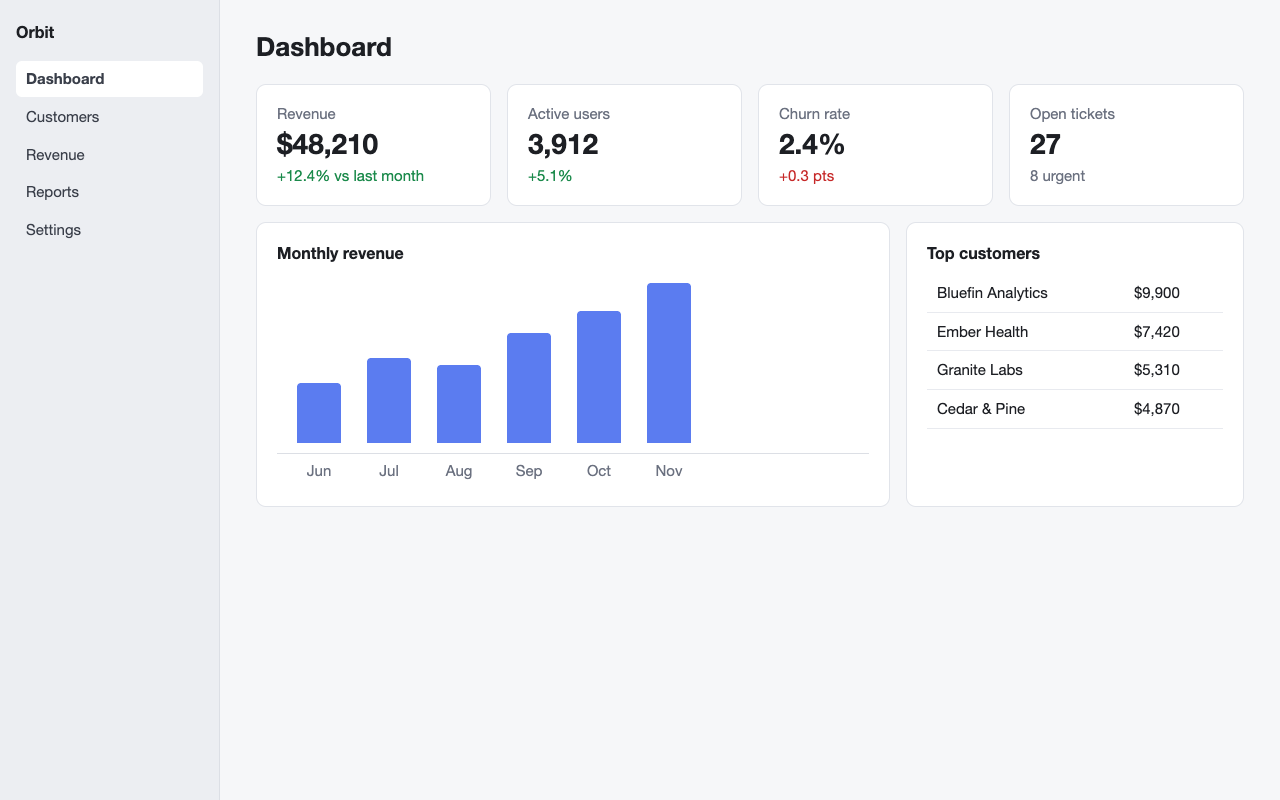 Orbit
Dashboard
Customers
Revenue
Reports
Settings
Dashboard
Revenue
$48,210
+12.4% vs last month
Active users
3,912
+5.1%
Churn rate
2.4%
+0.3 pts
Open tickets
27
8 urgent
Monthly revenue
Jun Jul Aug Sep Oct Nov
Top customers
Bluefin Analytics $9,900
Ember Health $7,420
Granite Labs $5,310
Cedar & Pine $4,870